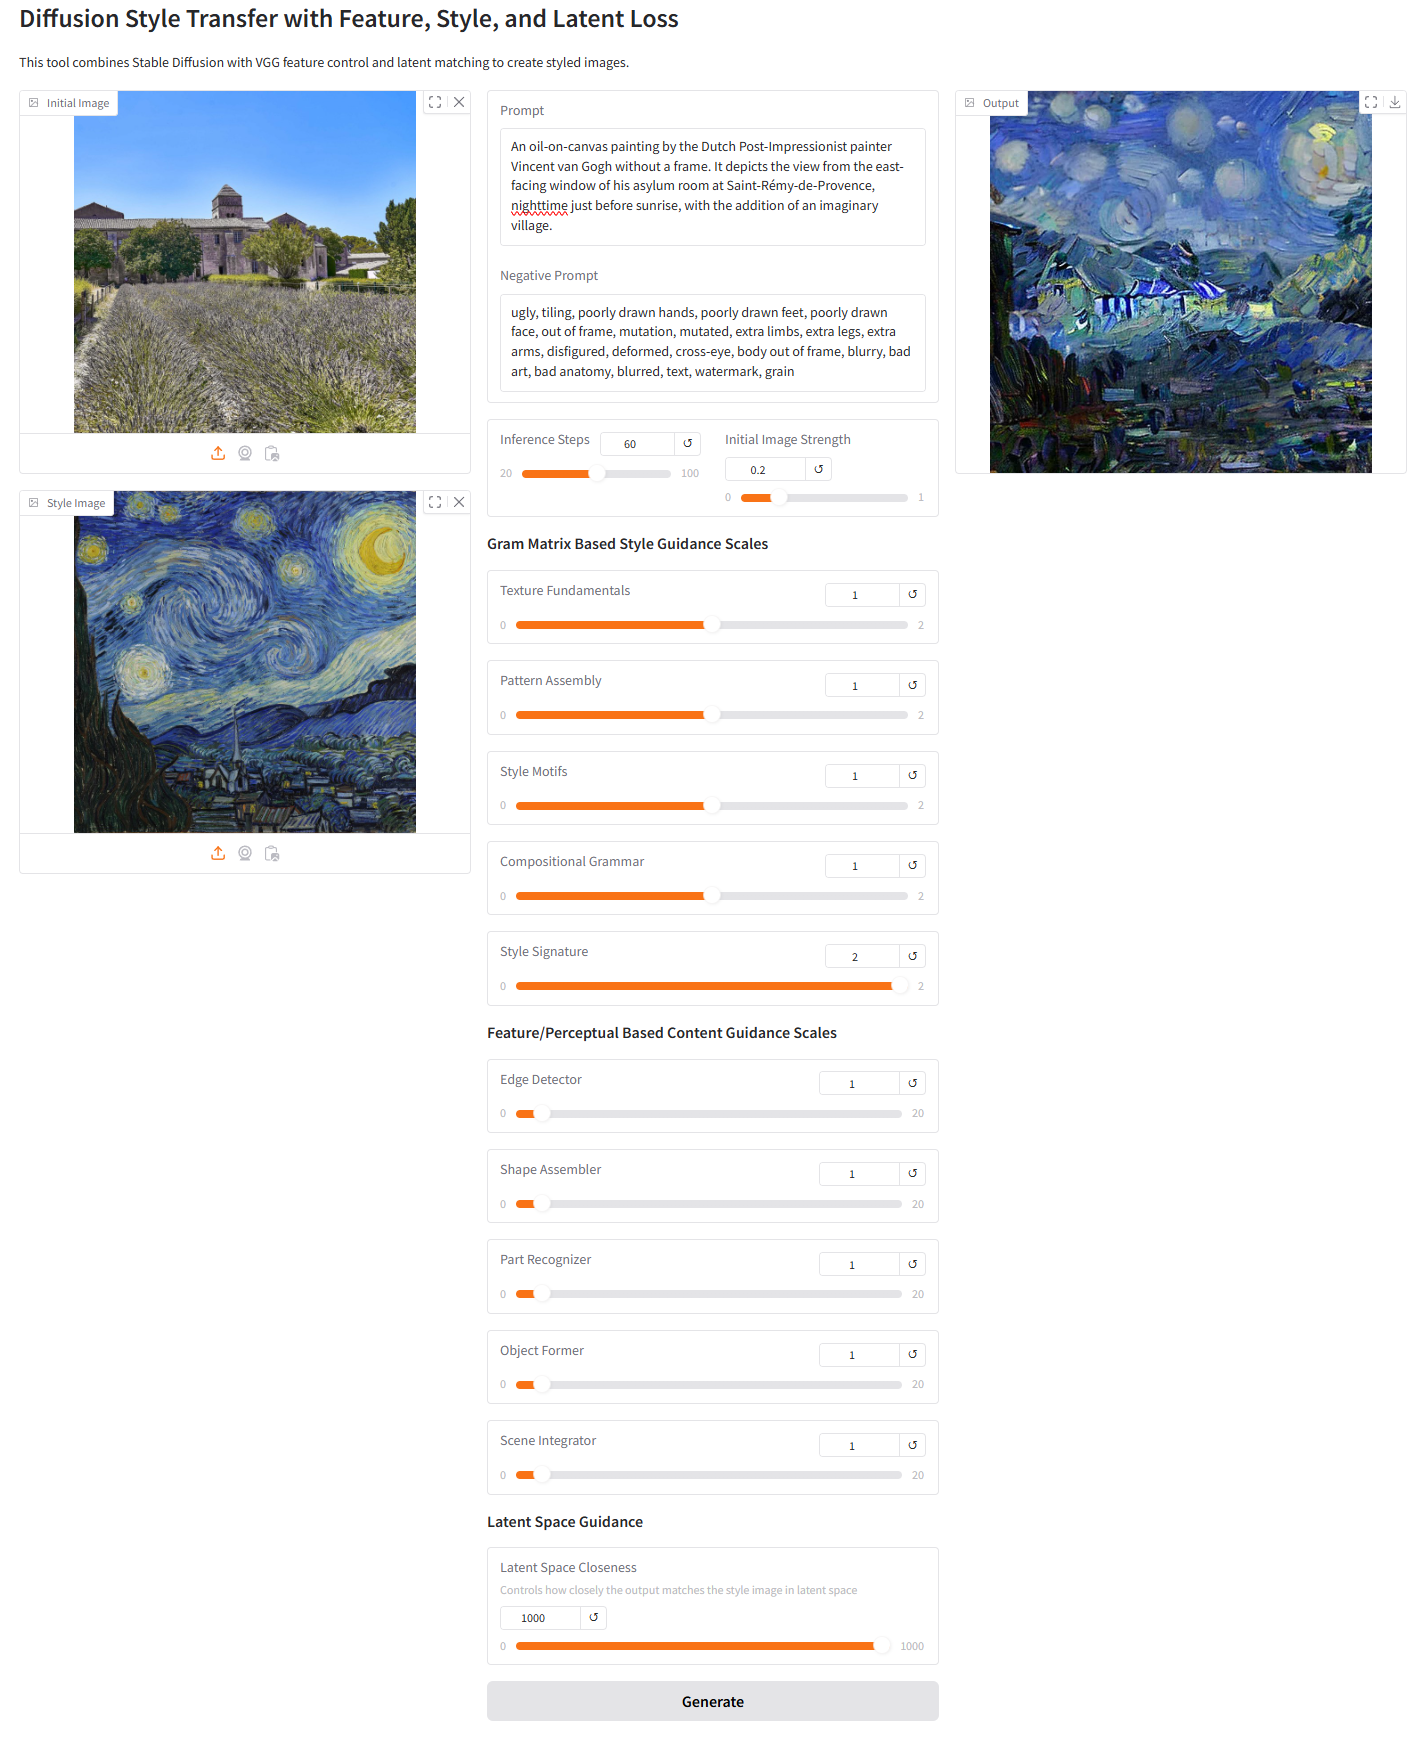 Diffusion Style Transfer with Feature, Style, and Latent Loss
This tool combines Stable Diffusion with VGG feature control and latent matching to create styled images.
Initial Image
Style Image
Prompt
An oil-on-canvas painting by the Dutch Post-Impressionist painter
Vincent van Gogh without a frame. It depicts the view from the east-
facing window of his asylum room at Saint-Rémy-de-Provence,
nighttime just before sunrise, with the addition of an imaginary
village.
Negative Prompt
ugly, tiling, poorly drawn hands, poorly drawn feet, poorly drawn
face, out of frame, mutation, mutated, extra limbs, extra legs, extra
arms, disfigured, deformed, cross-eye, body out of frame, blurry, bad
art, bad anatomy, blurred, text, watermark, grain
Inference Steps 60
20 100
Initial Image Strength
0.2
0 1
Gram Matrix Based Style Guidance Scales
Texture Fundamentals 1
0 2
Pattern Assembly 1
0 2
Style Motifs 1
0 2
Compositional Grammar 1
0 2
Style Signature 2
0 2
Feature/Perceptual Based Content Guidance Scales
Edge Detector 1
0 20
Shape Assembler 1
0 20
Part Recognizer 1
0 20
Object Former 1
0 20
Scene Integrator 1
0 20
Latent Space Guidance
Latent Space Closeness
Controls how closely the output matches the style image in latent space
1000
0 1000
Generate
Output